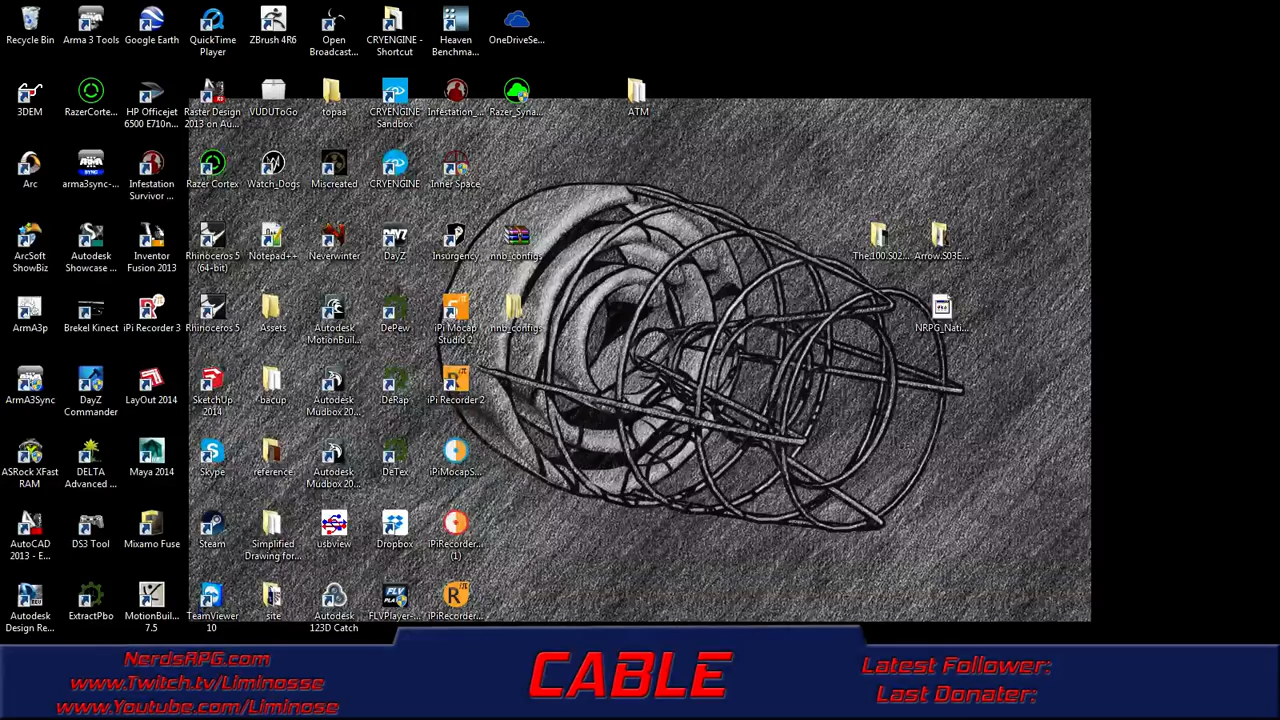 Recycle Bin
Arma 3 Tools
Google Earth
QuickTime
Player
ZBrush 4R6
Open
Broadcast...
CRYENGINE -
Shortcut
Heaven
Benchma...
OneDriveSe...
3DEM
RazerCorte...
HP Officejet
6500 E710n...
Raster Design
2013 on Au...
VUDUToGo
topaa
CRYENGINE
Sandbox
Infestation_...
Razer_Syna...
ATM
Arc
arma3sync-...
Infestation
Survivor ...
Razer Cortex
Watch_Dogs
Miscreated
CRYENGINE
Inner Space
ArcSoft
ShowBiz
Autodesk
Showcase ...
Inventor
Fusion 2013
Rhinoceros 5
(64-bit)
Notepad++
Neverwinter
DayZ
Insurgency
nnb_configs
The.100.S02...
Arrow.S03E...
ArmA3p
Brekel Kinect
iPi Recorder 3
Rhinoceros 5
Assets
Autodesk
MotionBuil...
DePew
iPi Mocap
Studio 2
nnb_configs
NRPG_Nati...
ArmA3Sync
DayZ
Commander
LayOut 2014
SketchUp
2014
bacup
Autodesk
Mudbox 20...
DeRap
iPi Recorder 2
ASRock XFast
RAM
DELTA
Advanced ...
Maya 2014
Skype
reference
Autodesk
Mudbox 20...
DeTex
iPiMocapS...
AutoCAD
2013 - E...
DS3 Tool
Mixamo Fuse
Steam
Simplified
Drawing for...
usbview
Dropbox
iPiRecorder...
(1)
Autodesk
Design Re...
ExtractPbo
MotionBuil...
7.5
TeamViewer
10
site
Autodesk
123D Catch
FLVPlayer-...
iPiRecorder...
NerdsRPG.com
www.Twitch.tv/Liminosse
www.Youtube.com/Liminose
CABLE
Latest Follower:
Last Donater: